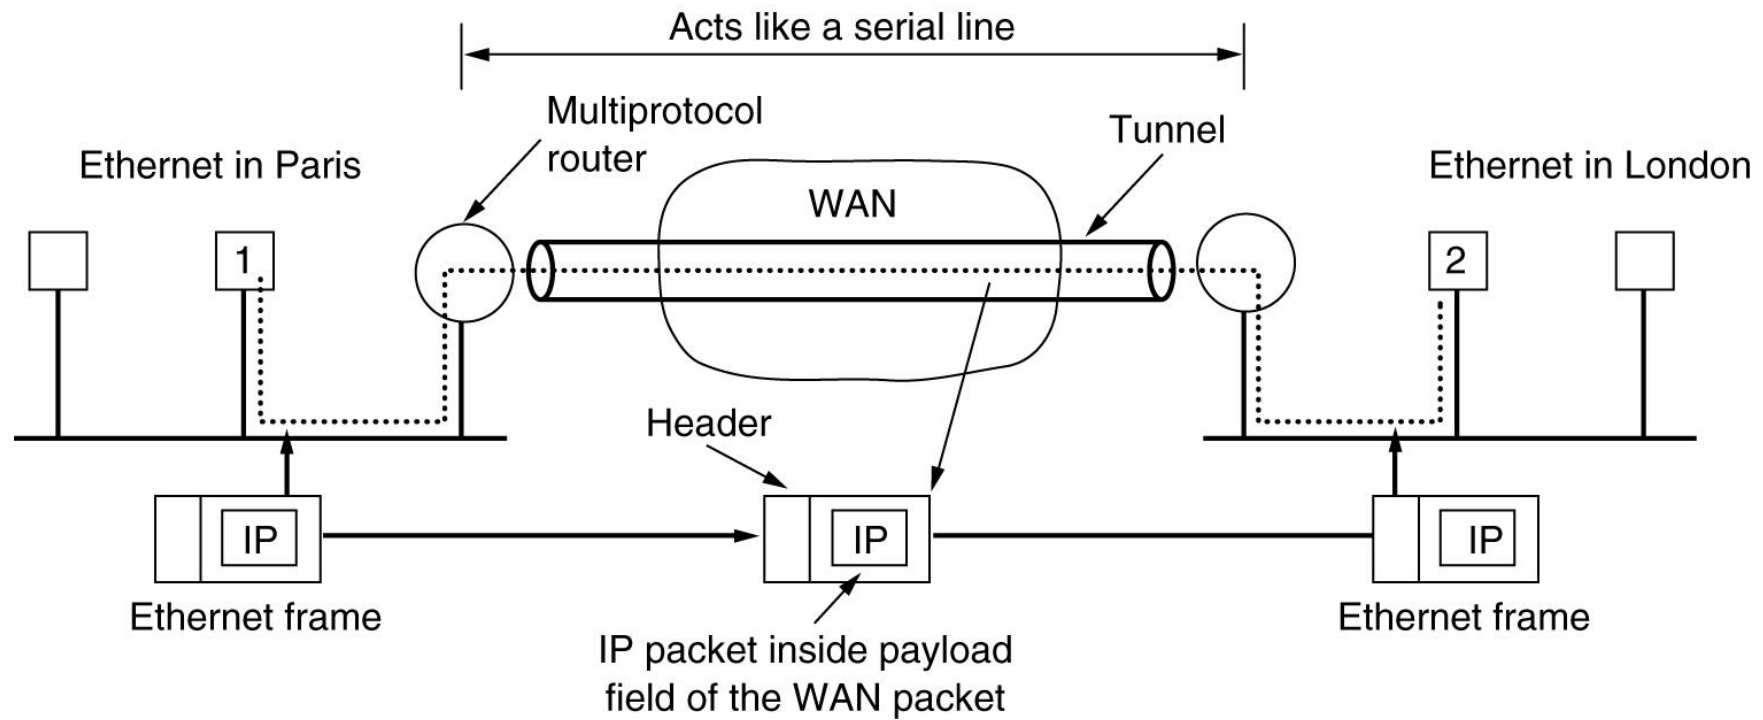 Acts like a serial line
Multiprotocol
router
Tunnel
Ethernet in Paris
Ethernet in London
WAN
1
2
Header
IP
IP
IP
Ethernet frame
Ethernet frame
IP packet inside payload
field of the WAN packet